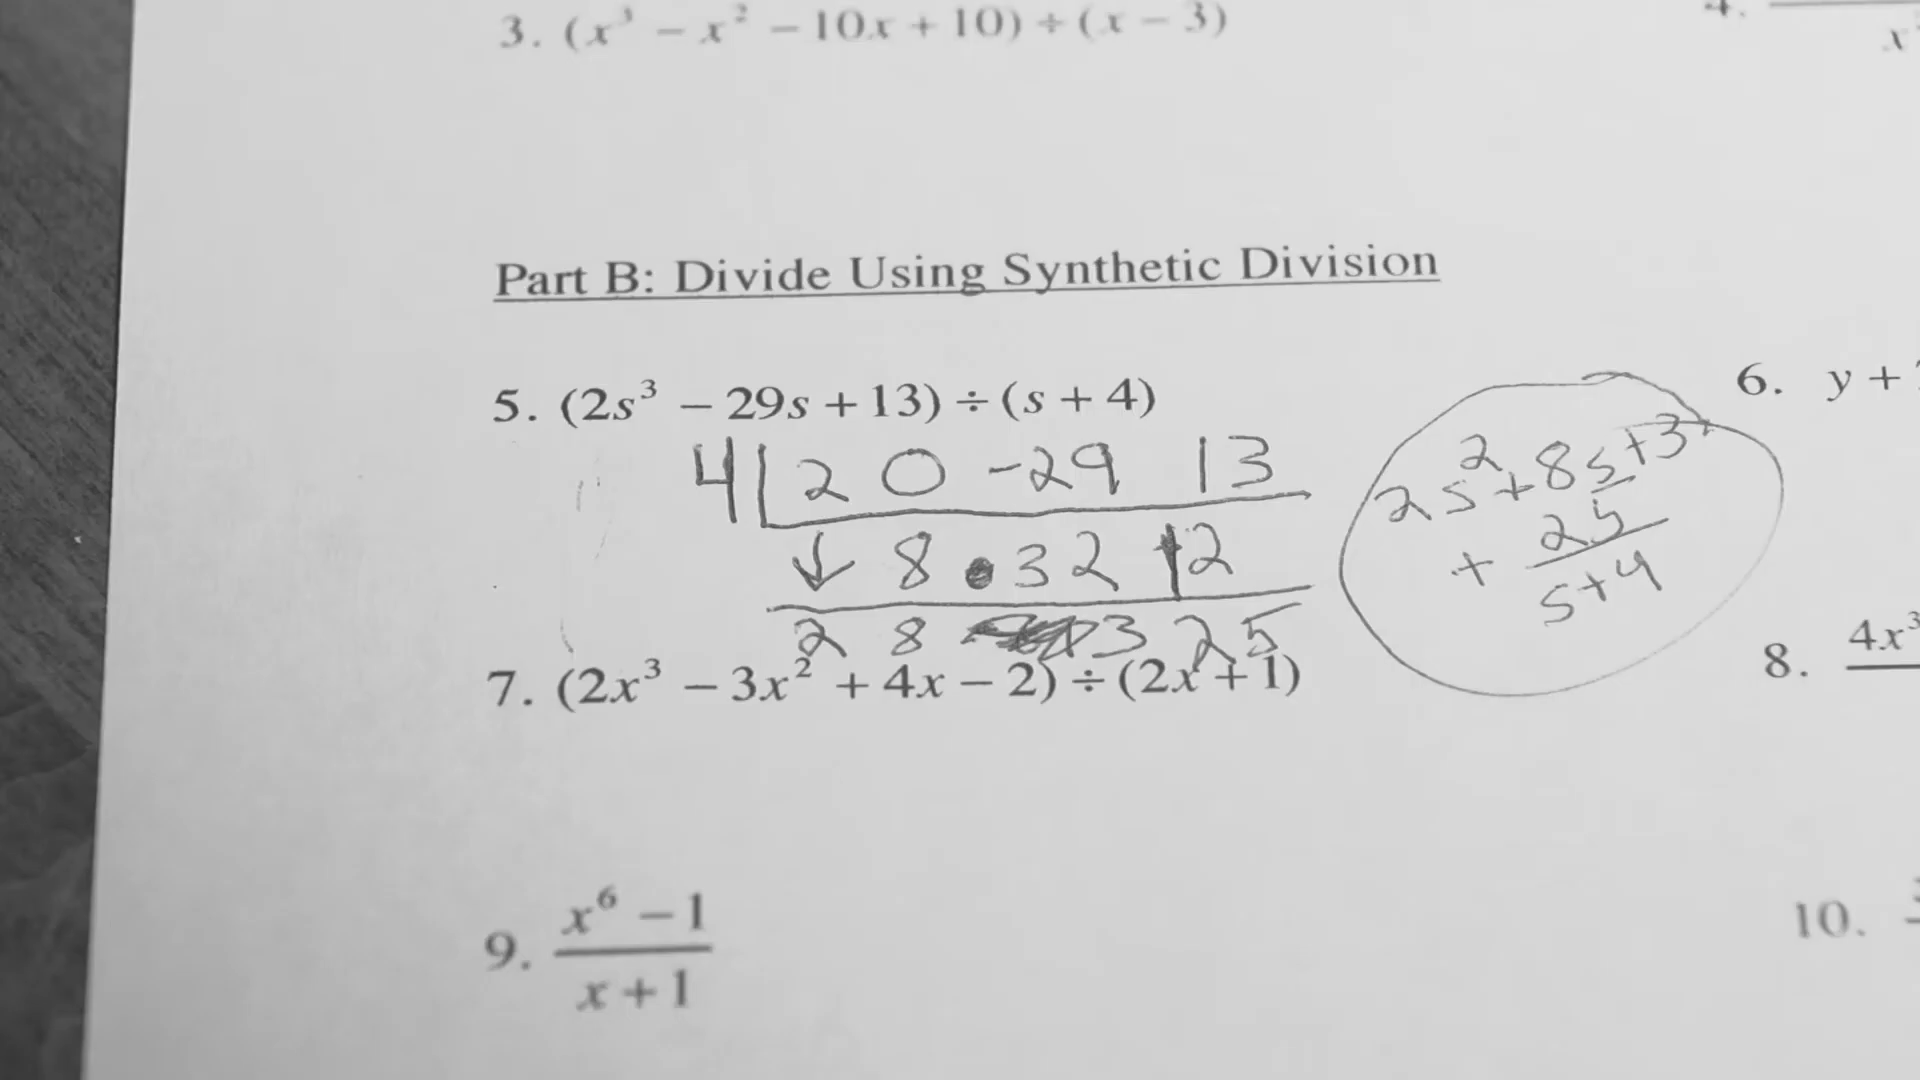 3. (x³ − x² − 10x + 10) ÷ (x − 3)
4.
x
Part B: Divide Using Synthetic Division
5. (2s³ − 29s + 13) ÷ (s + 4)
4 | 2 0 -29 13
↓ 8 32 12
2 8 3 25
2s² + 8s + 3
+ 25
s+4
6. y +
7. (2x³ − 3x² + 4x − 2) ÷ (2x + 1)
8. 4x³
9. x⁶ − 1
x + 1
10.